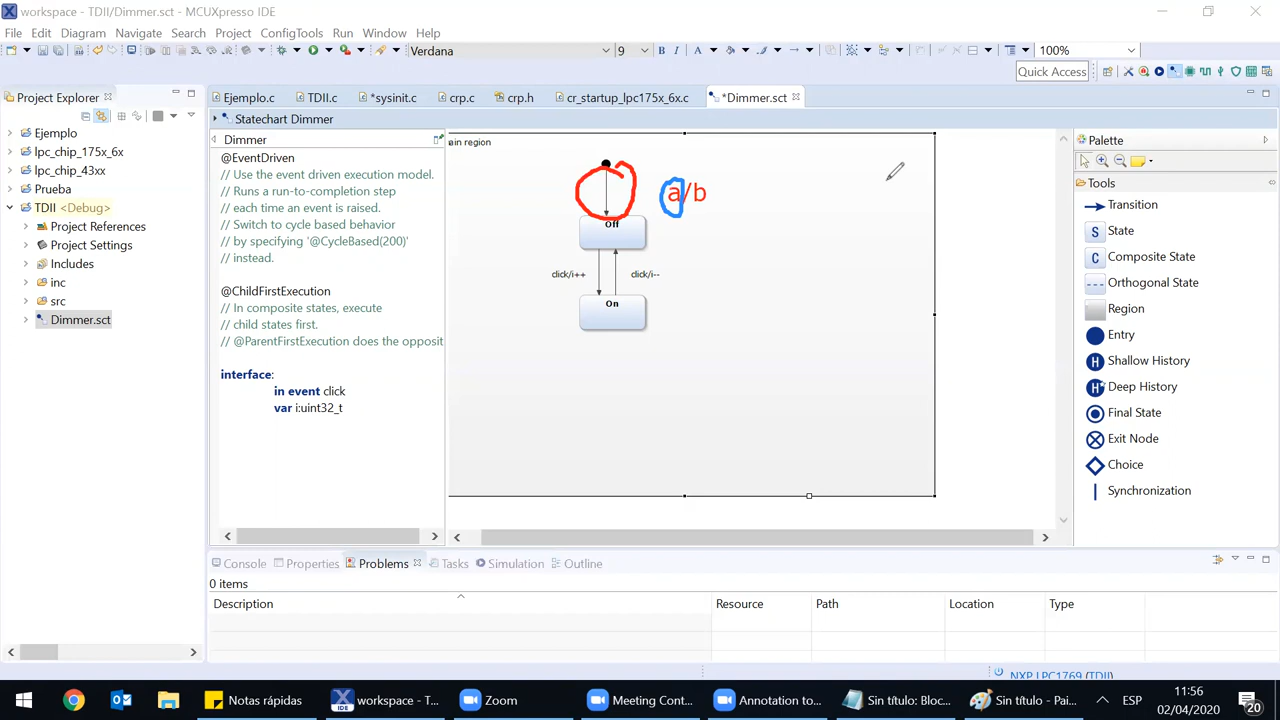 workspace - TDII/Dimmer.sct - MCUXpresso IDE
File Edit Diagram Navigate Search Project ConfigTools Run Window Help
Verdana 9 B I A 100%
Quick Access
Project Explorer
Ejemplo.c TDII.c *sysinit.c crp.c crp.h cr_startup_lpc175x_6x.c *Dimmer.sct
Statechart Dimmer
Ejemplo
lpc_chip_175x_6x
lpc_chip_43xx
Prueba
TDII <Debug>
Project References
Project Settings
Includes
inc
src
Dimmer.sct
Dimmer
@EventDriven
// Use the event driven execution model.
// Runs a run-to-completion step
// each time an event is raised.
// Switch to cycle based behavior
// by specifying '@CycleBased(200)'
// instead.
@ChildFirstExecution
// In composite states, execute
// child states first.
// @ParentFirstExecution does the opposit
interface:
in event click
var i:uint32_t
ain region
a/b
Off
click/i++ click/i--
On
Palette
Tools
Transition
S State
C Composite State
Orthogonal State
Region
Entry
H Shallow History
H* Deep History
Final State
Exit Node
Choice
Synchronization
Console Properties Problems Tasks Simulation Outline
0 items
Description Resource Path Location Type
NXP LPC1769 (TDII)
Notas rápidas IDE workspace - T... Zoom Meeting Cont... Annotation to... Sin título: Bloc... Sin título - Pai... ESP 11:56
02/04/2020 20